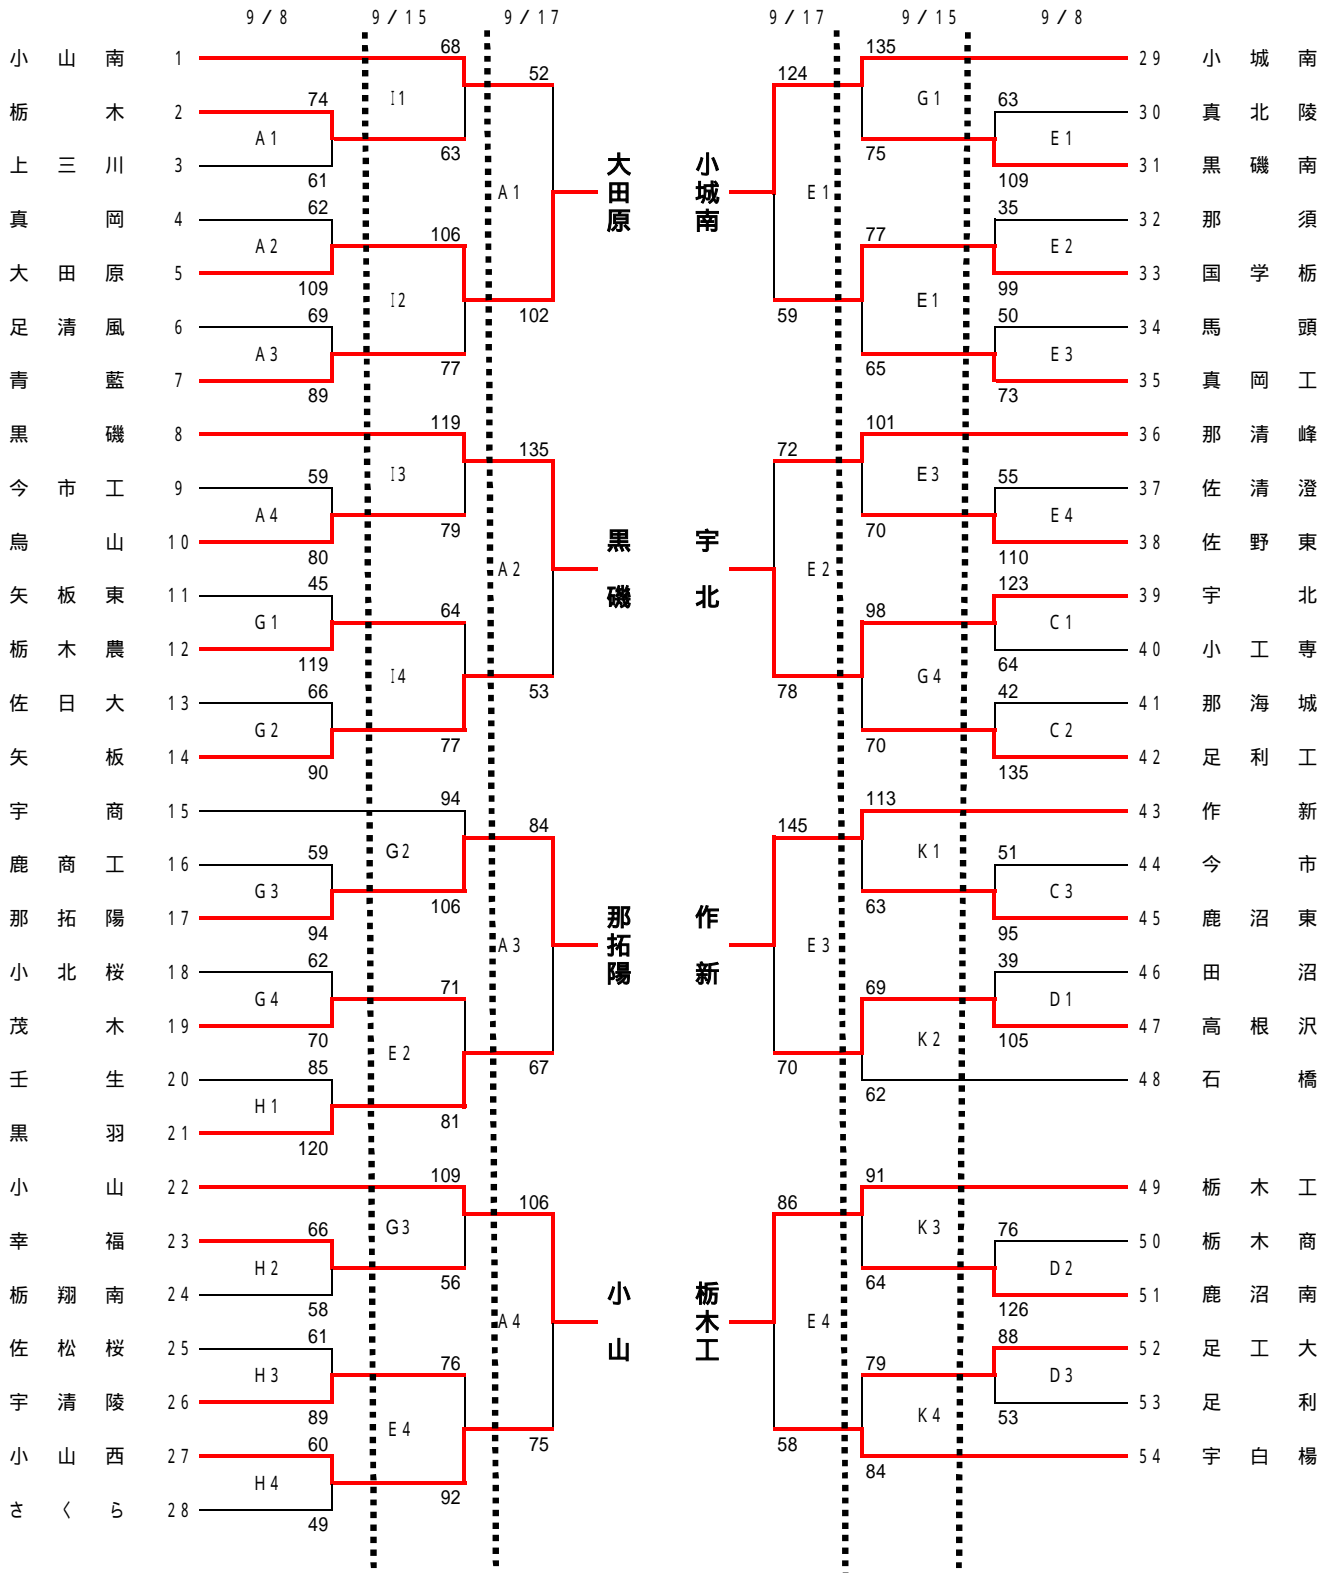 9/8 9/15 9/17 9/17 9/15 9/8
68 135
小山南 1 29 小城南
52 124
74 I1 G1 63
栃木 2 30 真北陵
A1 E1
63 75
上三川 3 31 黒磯南
61 109
大田原 A1 小城南 E1
62 35
真岡 4 32 那須
106 77
A2 E2
大田原 5 33 国学栃
109 I2 E1 99
69 102 59 50
足清風 6 34 馬頭
A3 E3
77 65
青藍 7 35 真岡工
89 73
119 101
黒磯 8 36 那清峰
135 72
59 I3 E3 55
今市工 9 37 佐清澄
A4 E4
79 70
烏山 10 38 佐野東
80 110
黒磯 A2 宇北 E2
45 123
矢板東 11 39 宇北
64 98
G1 C1
栃木農 12 40 小工専
119 I4 G4 64
66 53 78 42
佐日大 13 41 那海城
G2 C2
77 70
矢板 14 42 足利工
90 135
94 113
宇商 15 43 作新
84 145
59 G2 K1 51
鹿商工 16 44 今市
G3 C3
106 63
那拓陽 17 45 鹿沼東
94 95
那拓陽 A3 作新 E3
62 39
小北桜 18 46 田沼
71 69
G4 D1
茂木 19 47 高根沢
70 E2 K2 105
85 67 70
壬生 20 48 石橋
H1 62
81
黒羽 21
120
109 91
小山 22 49 栃木工
106 86
66 G3 K3 76
幸福 23 50 栃木商
H2 D2
56 64
栃翔南 24 51 鹿沼南
58 126
小山 A4 栃木工 E4
61 88
佐松桜 25 52 足工大
76 79
H3 D3
宇清陵 26 53 足利
89 E4 K4 53
60 75 58
小山西 27 54 宇白楊
H4 84
92
さくら 28
49